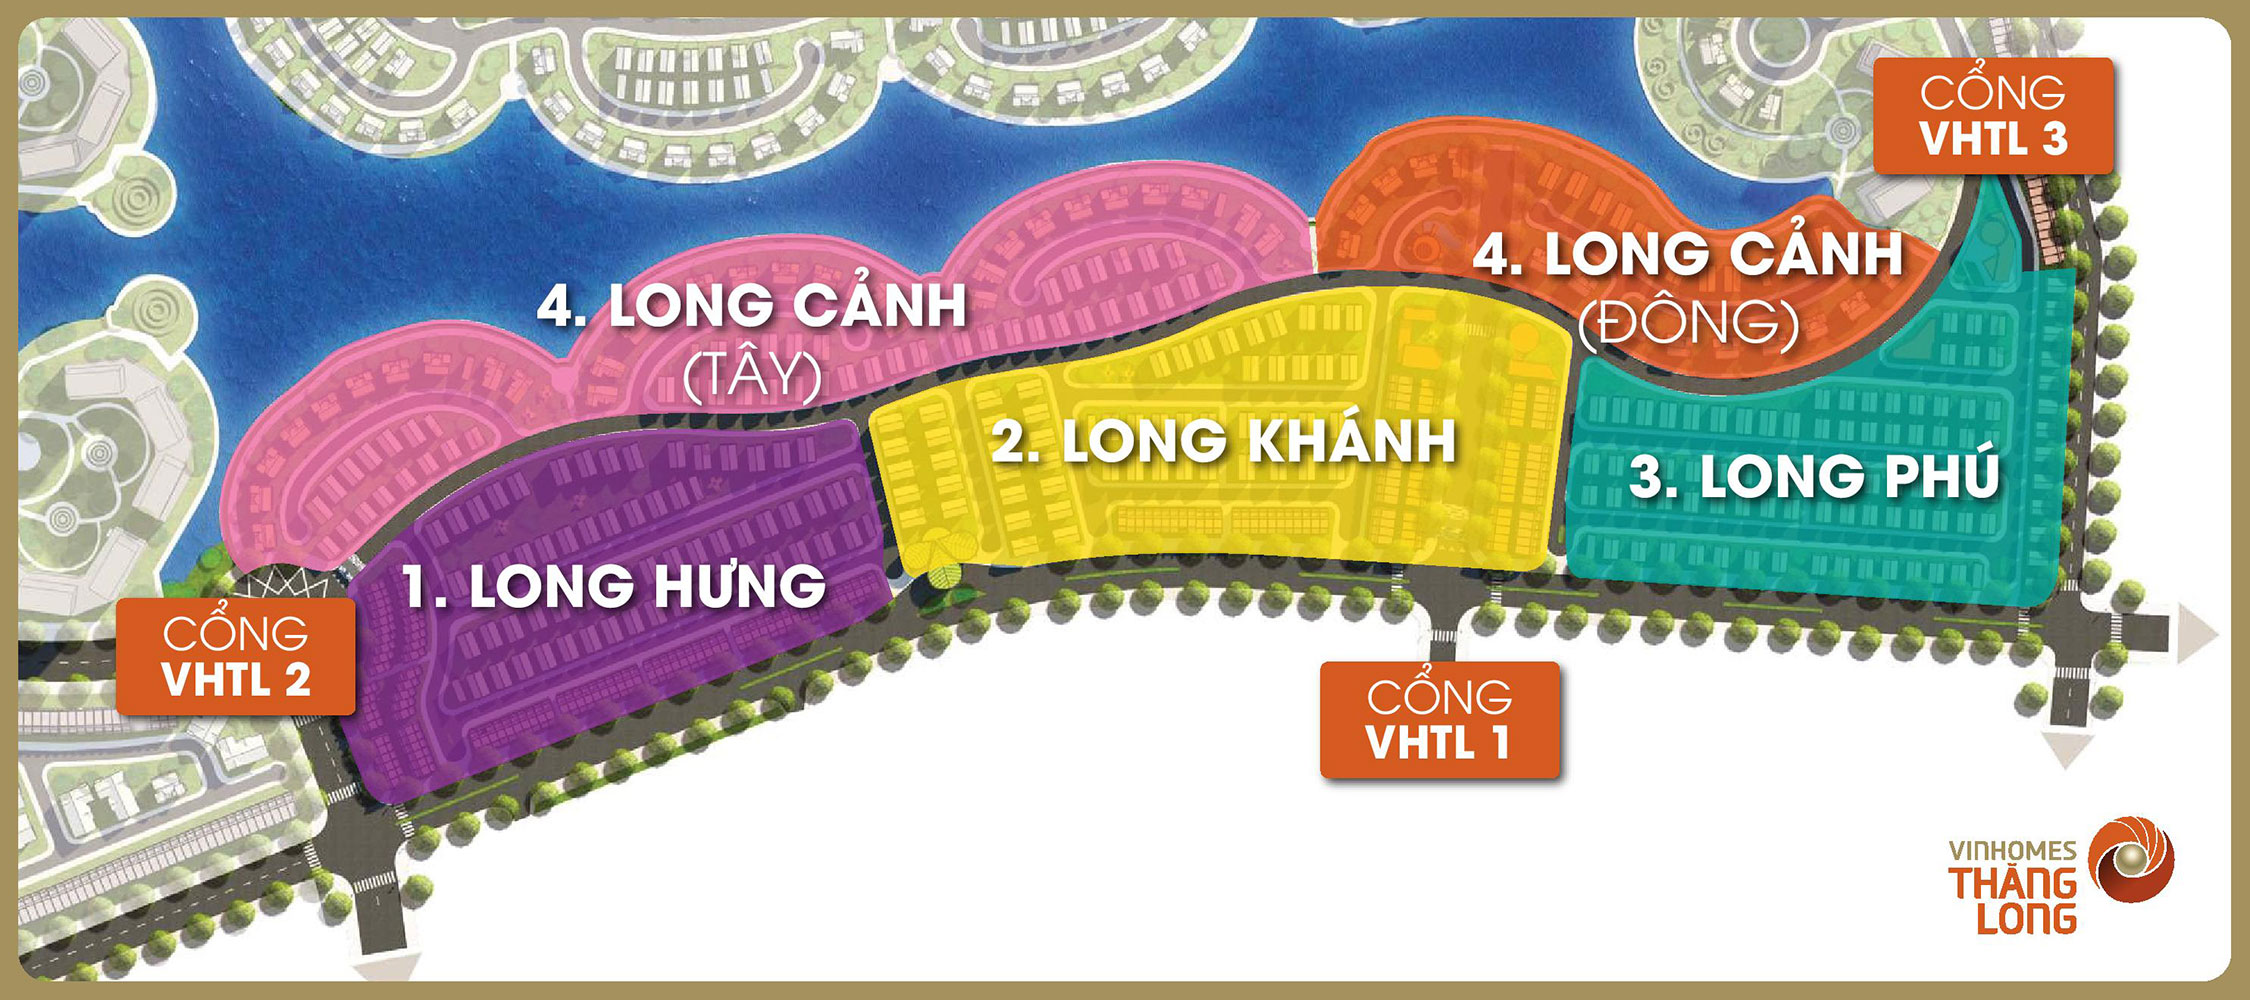 CỔNG
VHTL 3
4. LONG CẢNH
(ĐÔNG)
4. LONG CẢNH
(TÂY)
2. LONG KHÁNH
3. LONG PHÚ
1. LONG HƯNG
CỔNG
VHTL 2
CỔNG
VHTL 1
VINHOMES
THĂNG
LONG